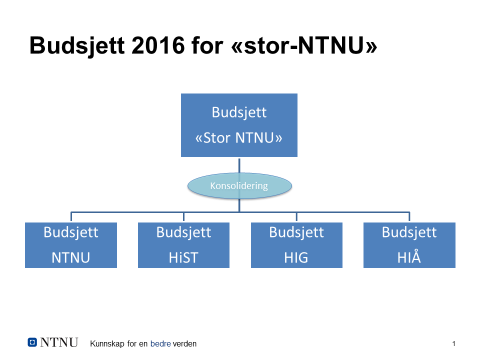 Budsjett 2016 for «stor-NTNU»
Budsjett
«Stor NTNU»
Konsolidering
Budsjett
NTNU
Budsjett
HiST
Budsjett
HIG
Budsjett
HIÅ
NTNU Kunnskap for en bedre verden 1